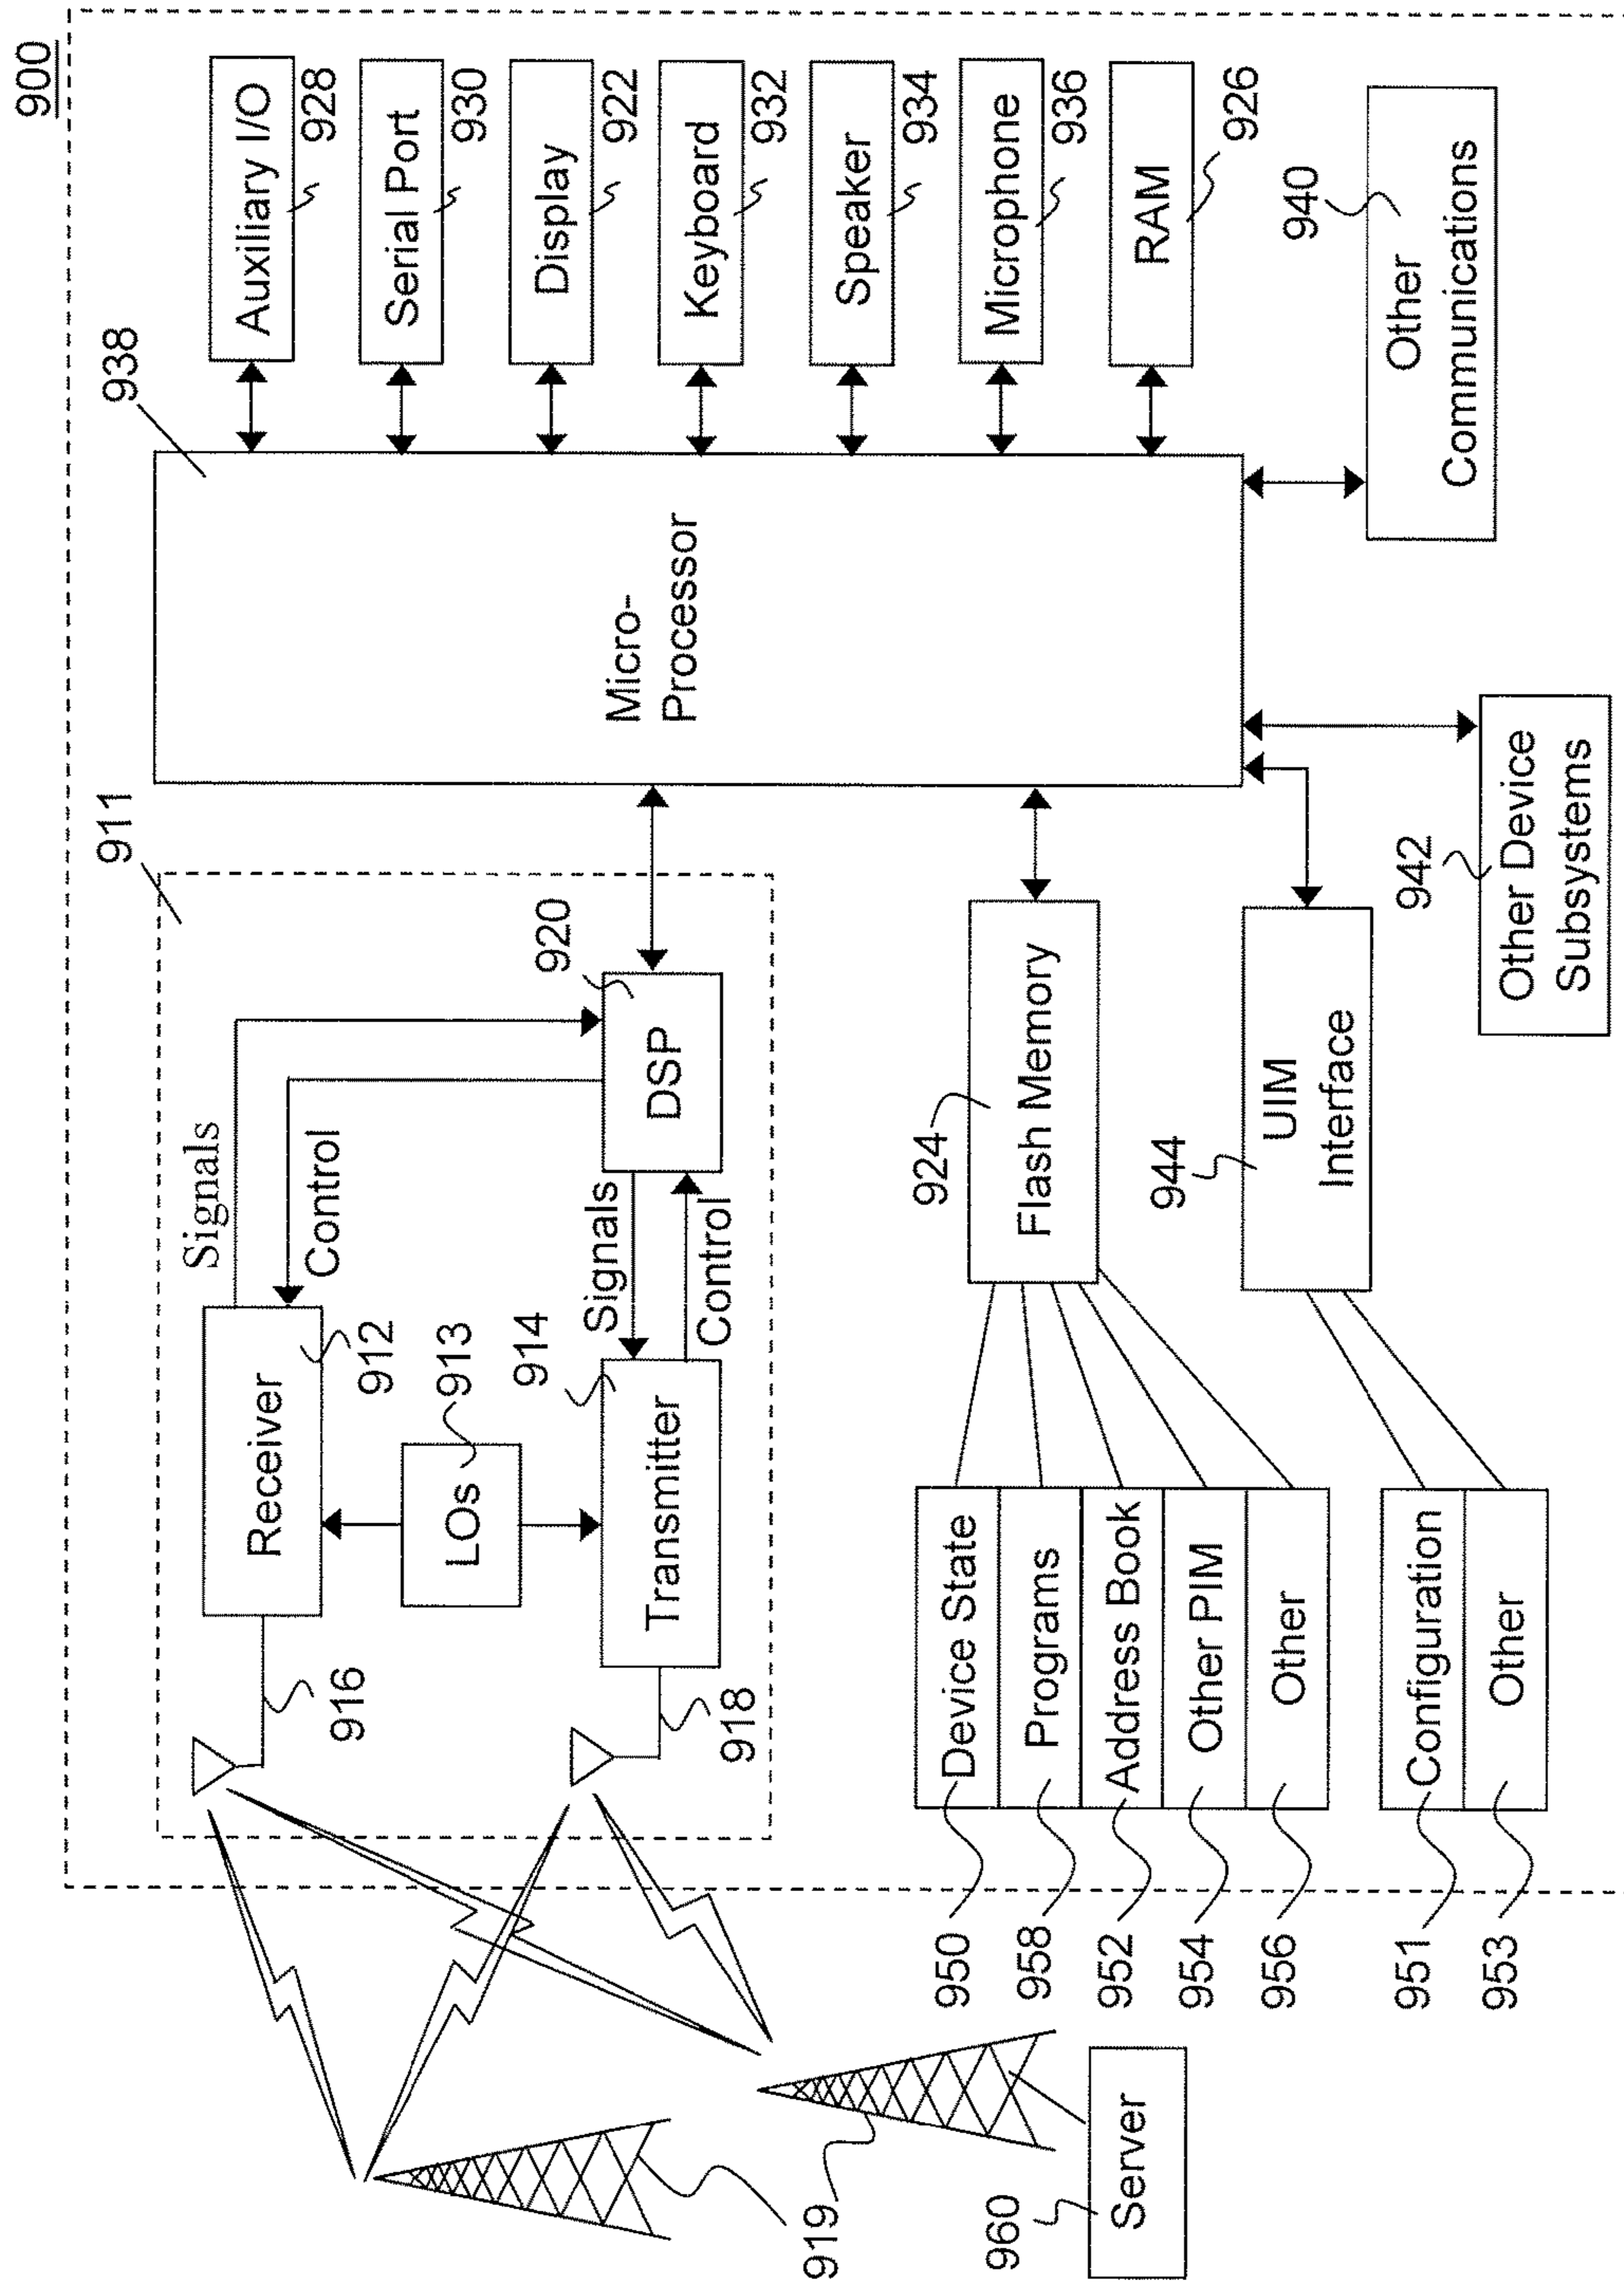 900
938
911
Auxiliary I/O
928
Serial Port
930
Display
922
Keyboard
932
Speaker
934
Microphone
936
RAM
926
Other
Communications
940
Micro-
Processor
Other Device
Subsystems
942
Signals
Control
DSP
920
Signals
Control
Receiver
912
LOs
913
Transmitter
914
916
918
Flash Memory
924
UIM
Interface
944
Device State
Programs
Address Book
Other PIM
Other
Configuration
Other
950
958
952
954
956
951
953
919
Server
960